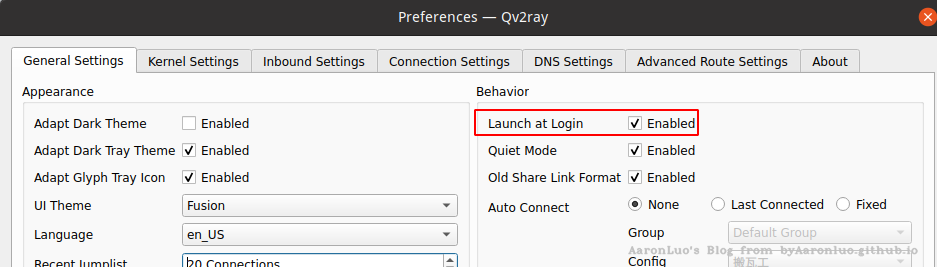 Preferences — Qv2ray
General Settings Kernel Settings Inbound Settings Connection Settings DNS Settings Advanced Route Settings About
Appearance
Adapt Dark Theme Enabled
Adapt Dark Tray Theme Enabled
Adapt Glyph Tray Icon Enabled
UI Theme Fusion
Language en_US
Recent Jumplist 20 Connections
Behavior
Launch at Login Enabled
Quiet Mode Enabled
Old Share Link Format Enabled
Auto Connect None Last Connected Fixed
Group Default Group
AaronLuo's Blog from byAaronluo.github.io
Config 搬瓦工